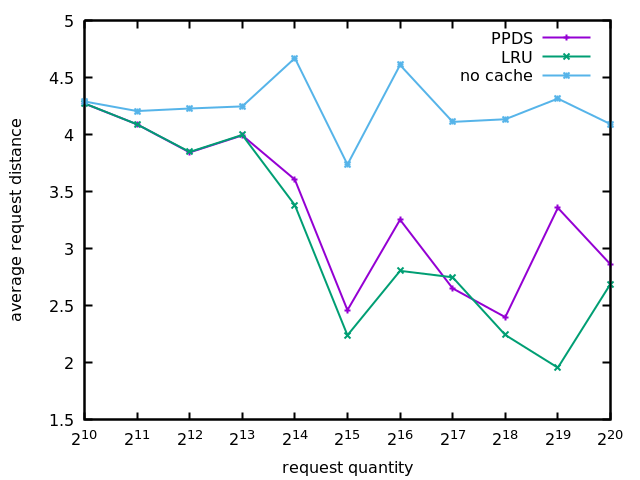 5
4.5
4
3.5
3
2.5
2
1.5
average request distance
PPDS
LRU
no cache
2^10 2^11 2^12 2^13 2^14 2^15 2^16 2^17 2^18 2^19 2^20
request quantity